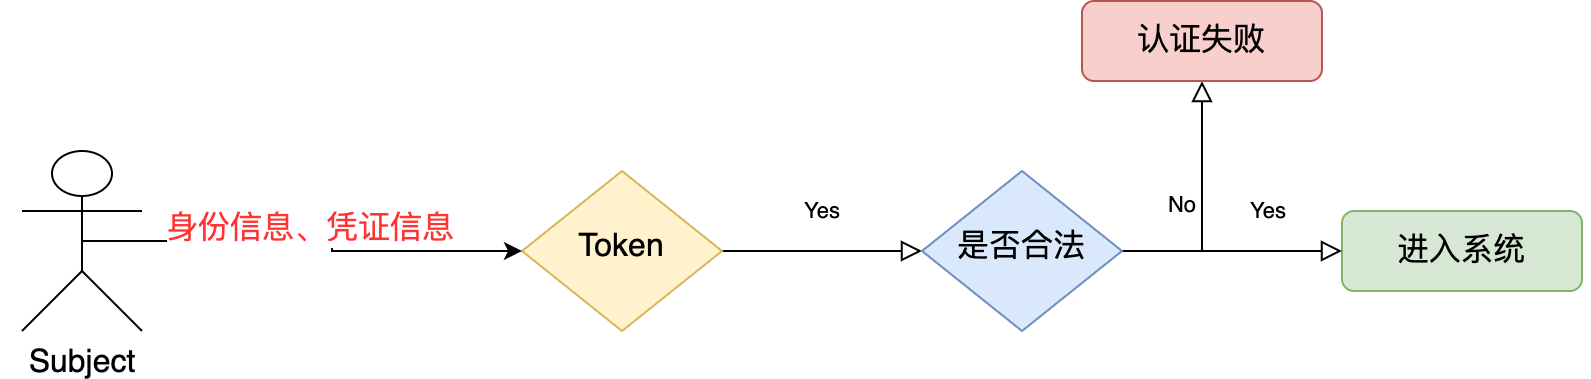 认证失败
身份信息、凭证信息
Token
Yes
是否合法
No
Yes
进入系统
Subject